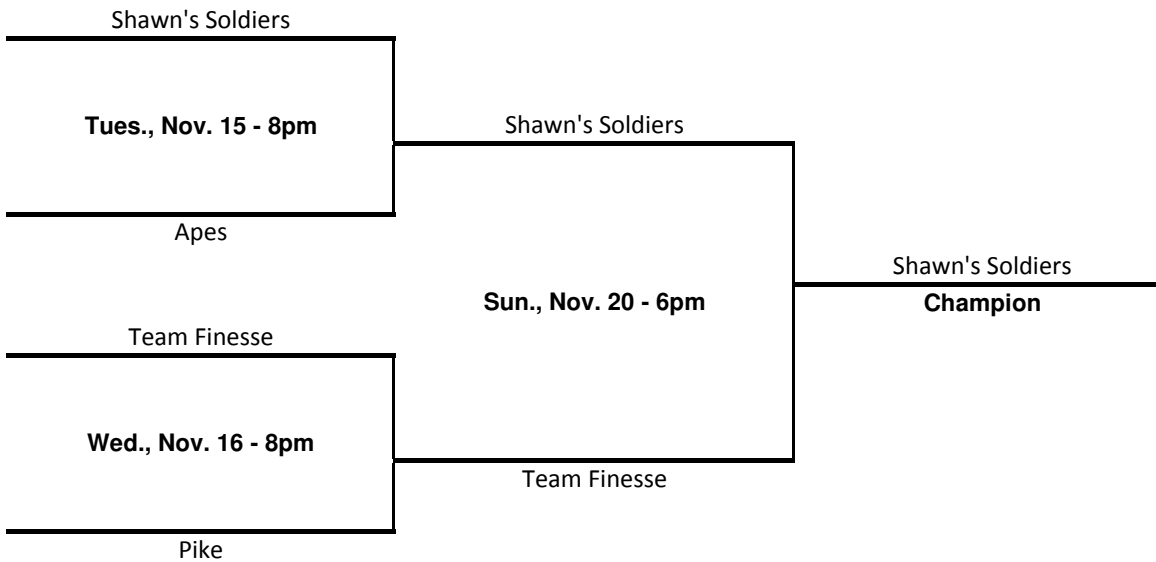 Shawn's Soldiers
Tues., Nov. 15 - 8pm
Shawn's Soldiers
Apes
Shawn's Soldiers
Sun., Nov. 20 - 6pm
Champion
Team Finesse
Wed., Nov. 16 - 8pm
Team Finesse
Pike